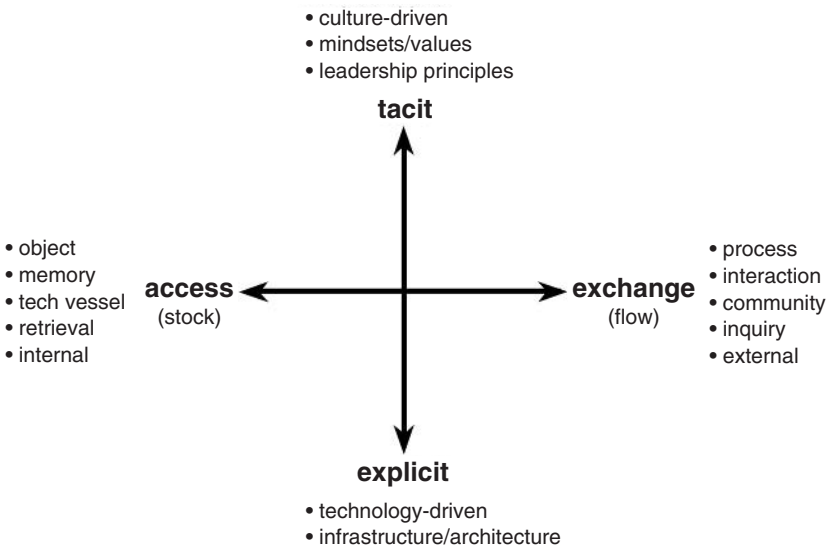 • culture-driven
• mindsets/values
• leadership principles
tacit
• object
• memory
• tech vessel
• retrieval
• internal
access
(stock)
exchange
(flow)
• process
• interaction
• community
• inquiry
• external
explicit
• technology-driven
• infrastructure/architecture